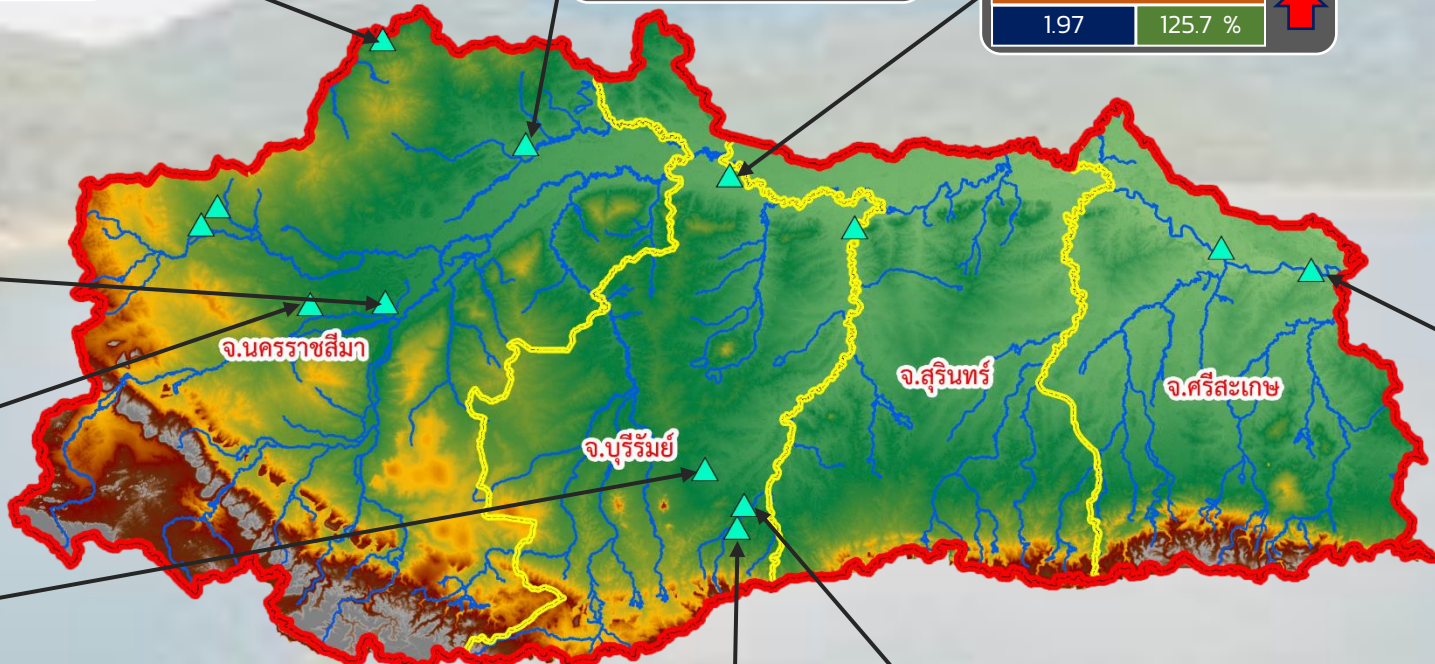 1.97 125.7 %
จ.นครราชสีมา
จ.สุรินทร์
จ.ศรีสะเกษ
จ.บุรีรัมย์